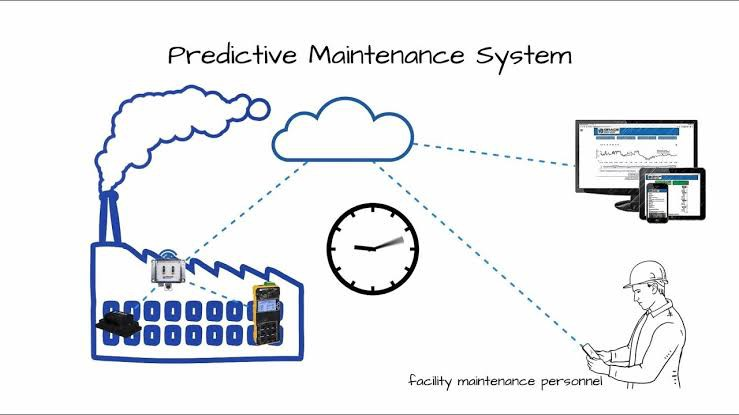 Predictive Maintenance System
facility maintenance personnel